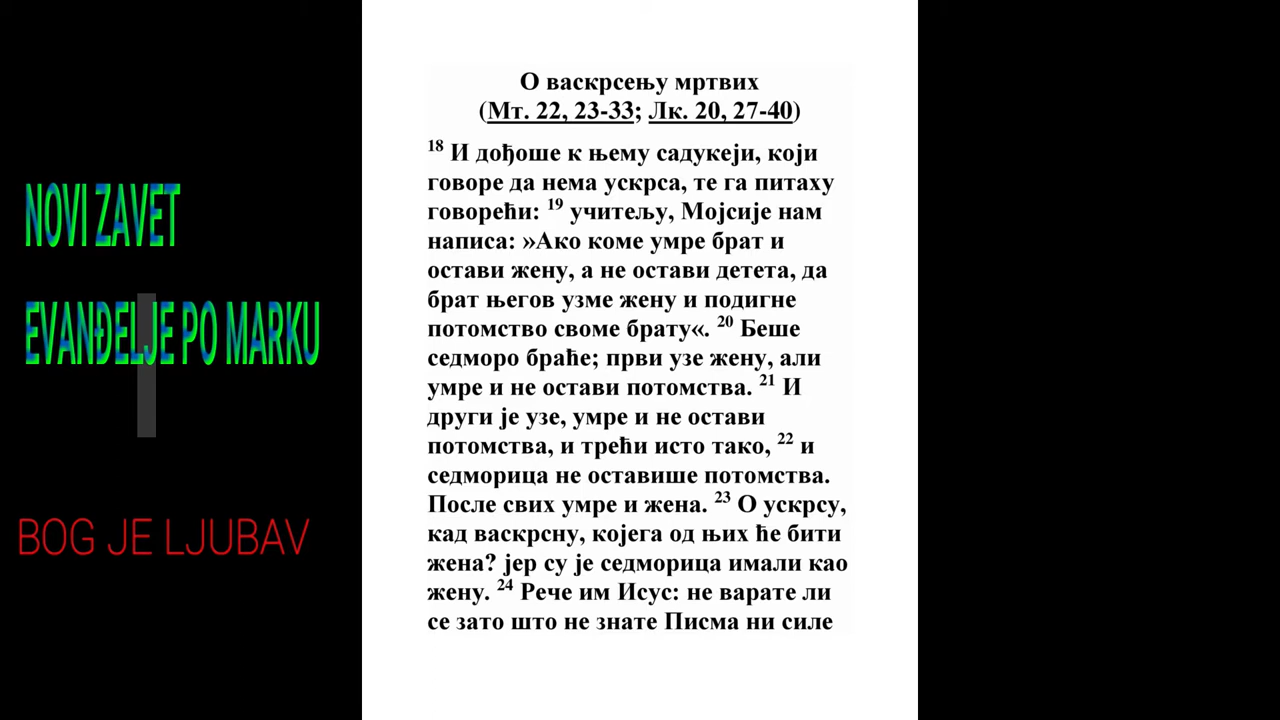 NOVI ZAVET
EVANĐELJE PO MARKU
BOG JE LJUBAV
О васкрсењу мртвих
(Мт. 22, 23-33; Лк. 20, 27-40)
18 И дођоше к њему садукеји, који
говоре да нема ускрса, те га питаху
говорећи: 19 учитељу, Мојсије нам
написа: »Ако коме умре брат и
остави жену, а не остави детета, да
брат његов узме жену и подигне
потомство своме брату«. 20 Беше
седморо браће; први узе жену, али
умре и не остави потомства. 21 И
други је узе, умре и не остави
потомства, и трећи исто тако, 22 и
седморица не оставише потомства.
После свих умре и жена. 23 О ускрсу,
кад васкрсну, којега од њих ће бити
жена? јер су је седморица имали као
жену. 24 Рече им Исус: не варате ли
се зато што не знате Писма ни силе